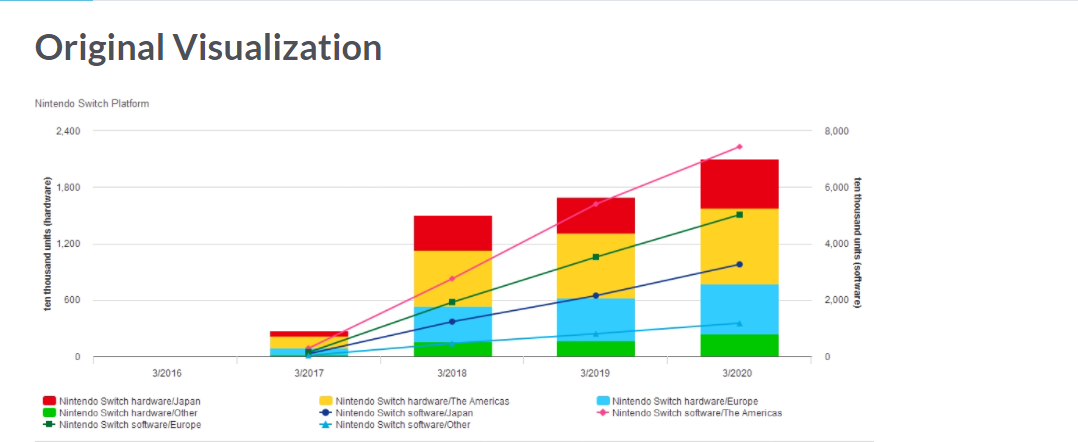 Original Visualization
Nintendo Switch Platform
2,400
1,800
1,200
600
0
ten thousand units (hardware)
8,000
6,000
4,000
2,000
0
ten thousand units (software)
3/2016 3/2017 3/2018 3/2019 3/2020
Nintendo Switch hardware/Japan Nintendo Switch hardware/The Americas Nintendo Switch hardware/Europe
Nintendo Switch hardware/Other Nintendo Switch software/Japan Nintendo Switch software/The Americas
Nintendo Switch software/Europe Nintendo Switch software/Other